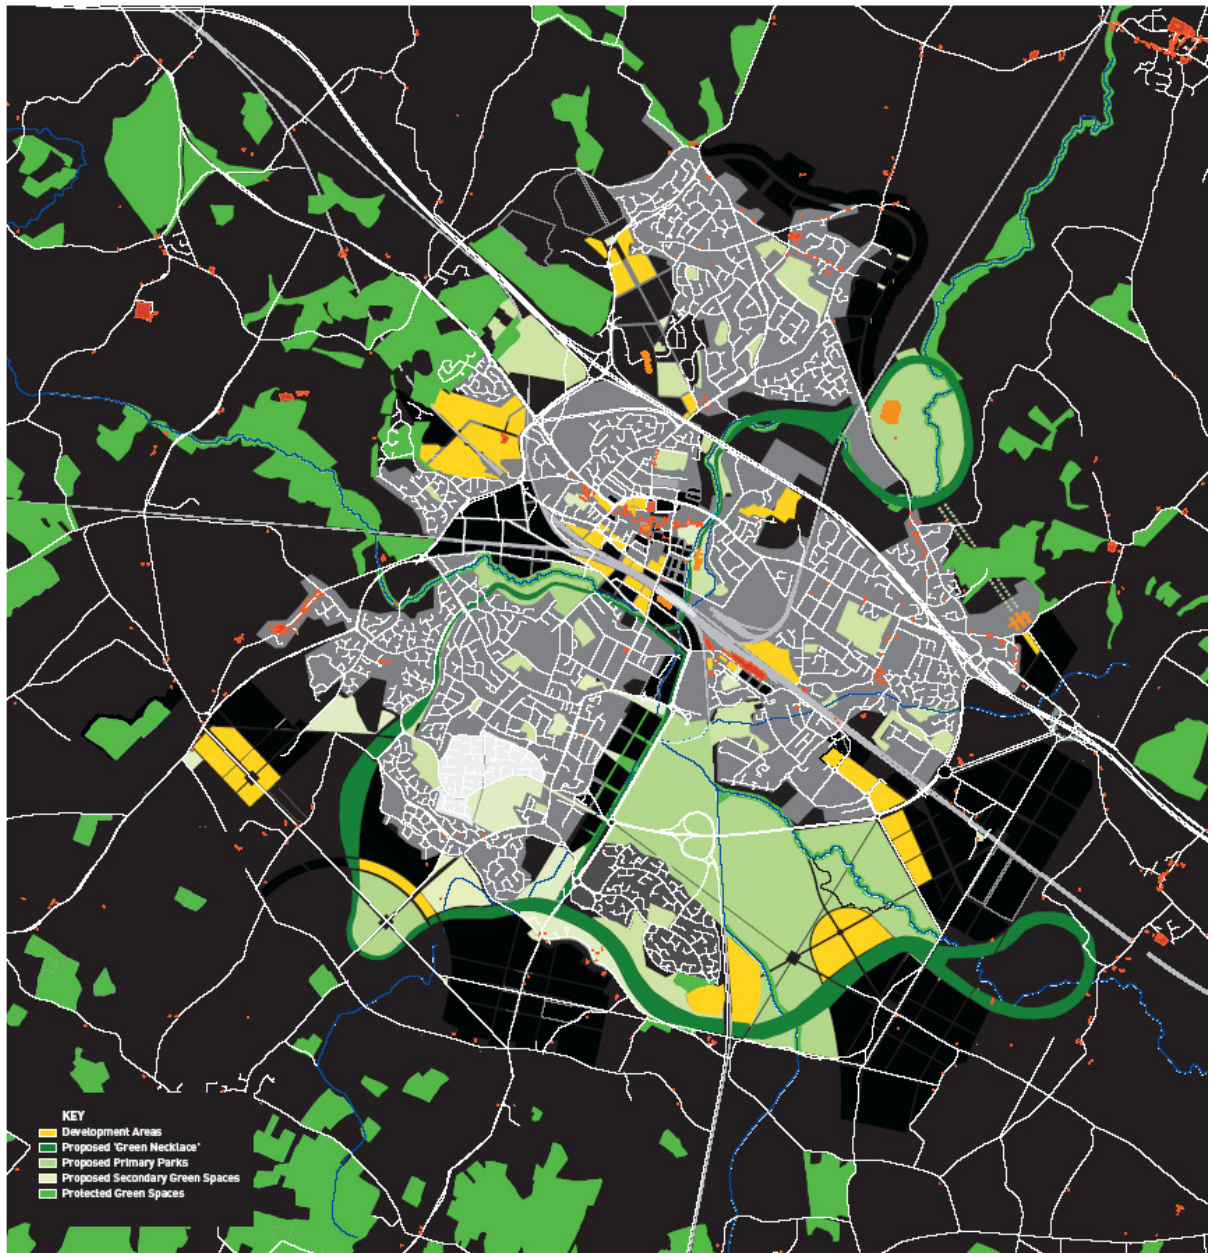 KEY
Development Areas
Proposed 'Green Necklace'
Proposed Primary Parks
Proposed Secondary Green Spaces
Protected Green Spaces